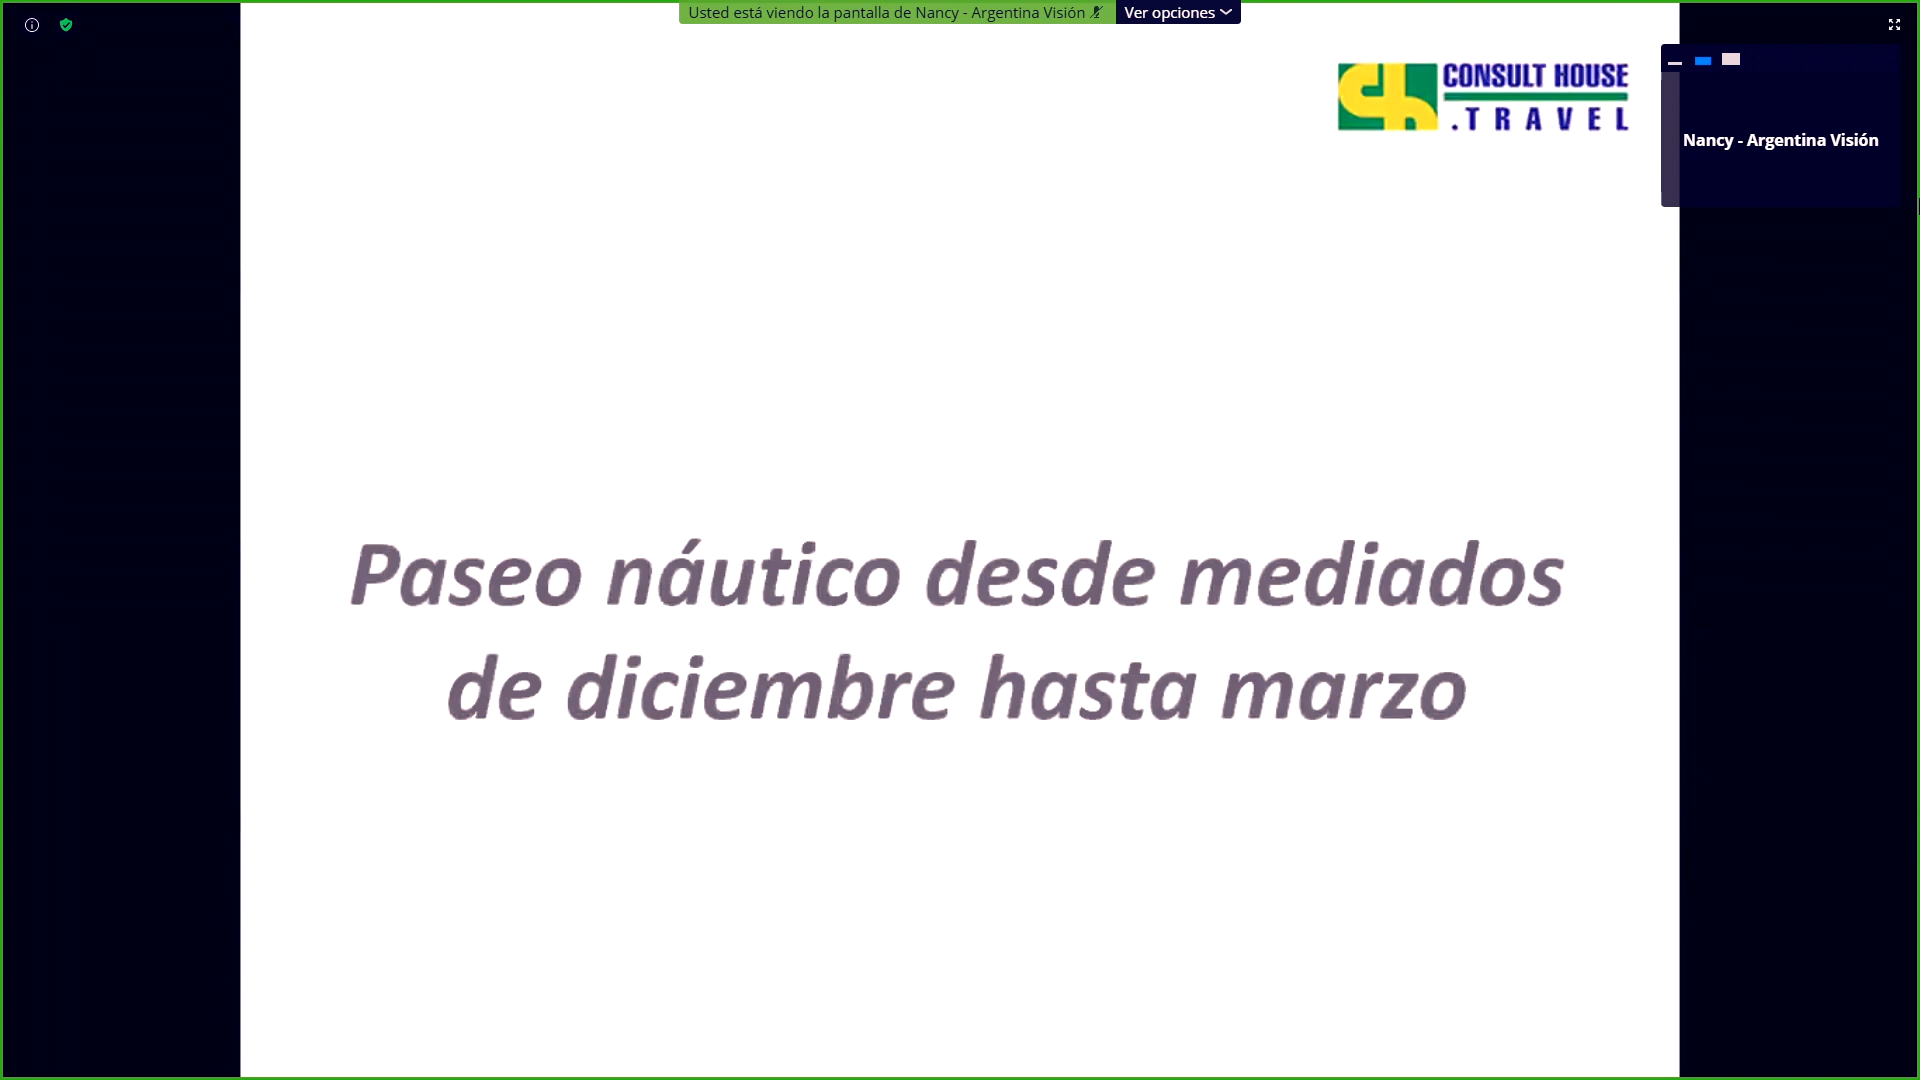 Usted está viendo la pantalla de Nancy - Argentina Visión
Ver opciones
CONSULT HOUSE
.TRAVEL
Nancy - Argentina Visión
Paseo náutico desde mediados
de diciembre hasta marzo